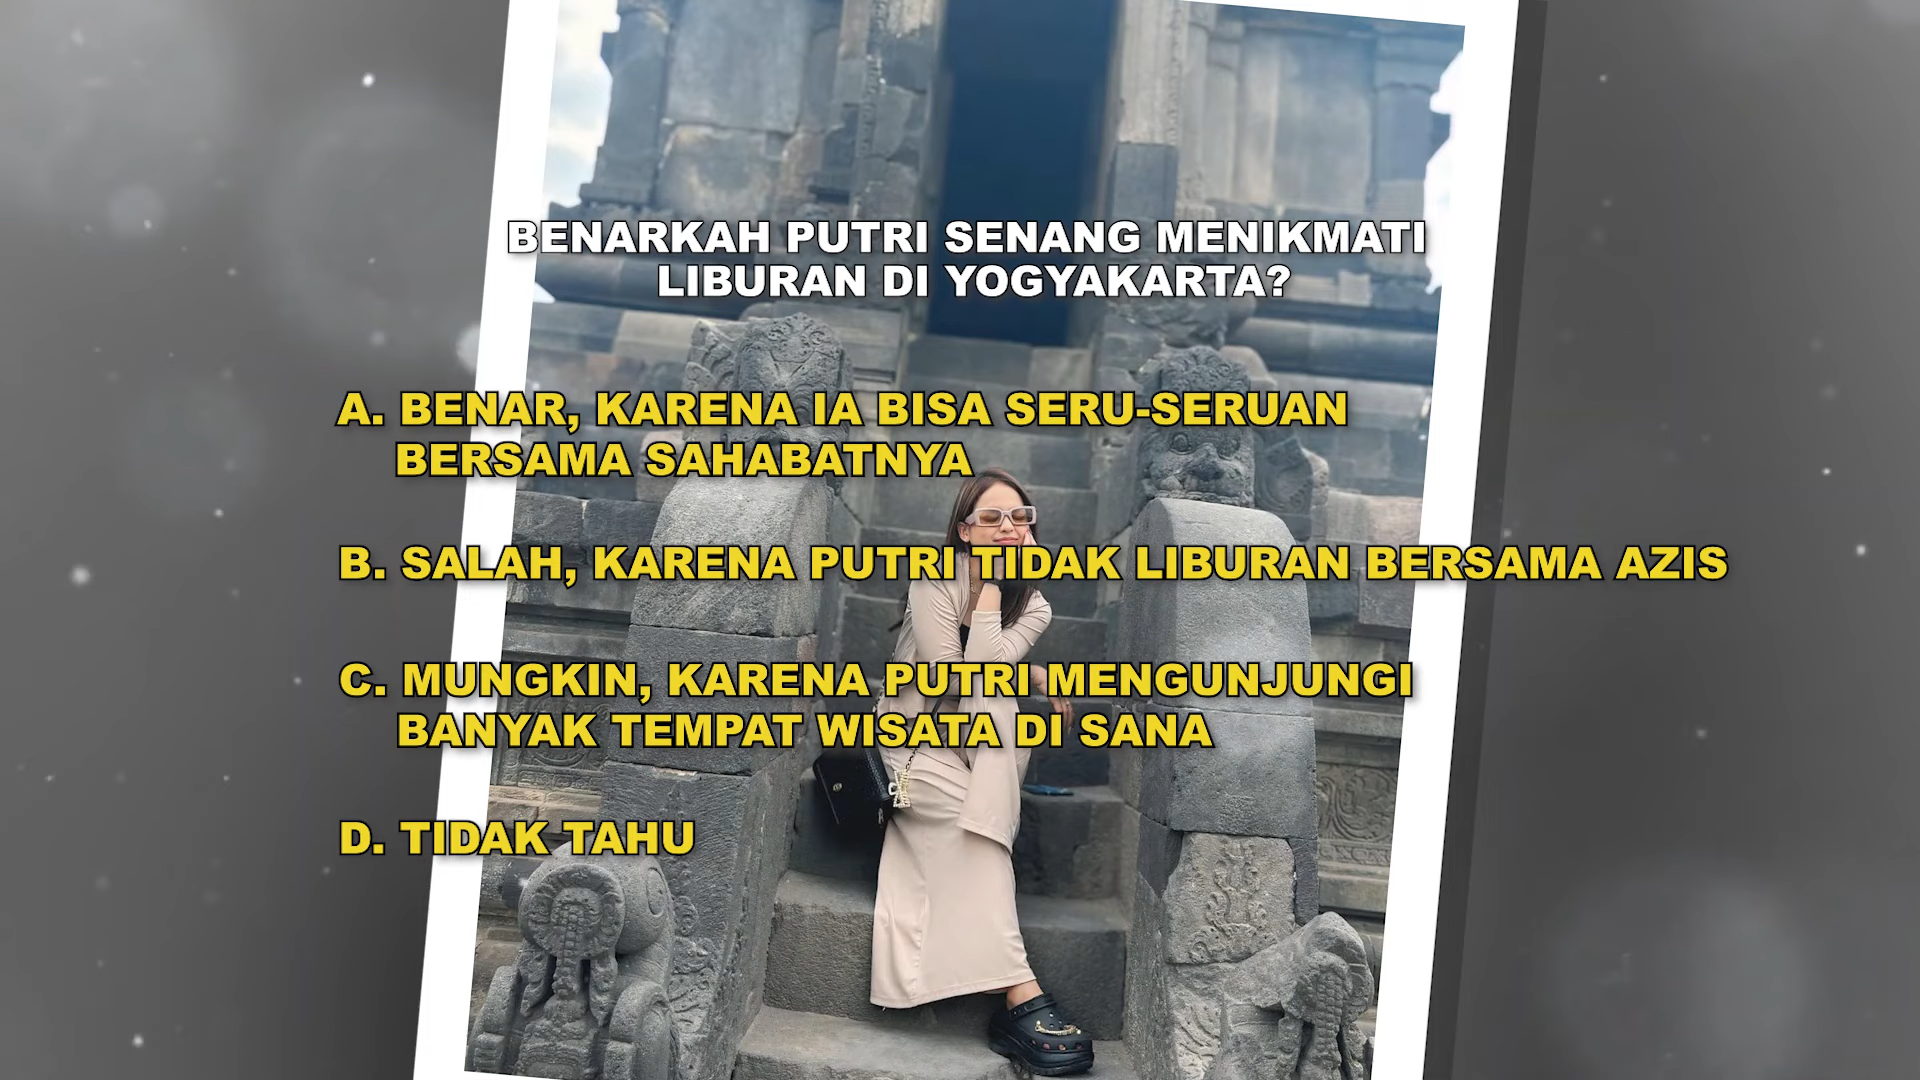 BENARKAH PUTRI SENANG MENIKMATI
LIBURAN DI YOGYAKARTA?
A. BENAR, KARENA IA BISA SERU-SERUAN
BERSAMA SAHABATNYA
B. SALAH, KARENA PUTRI TIDAK LIBURAN BERSAMA AZIS
C. MUNGKIN, KARENA PUTRI MENGUNJUNGI
BANYAK TEMPAT WISATA DI SANA
D. TIDAK TAHU